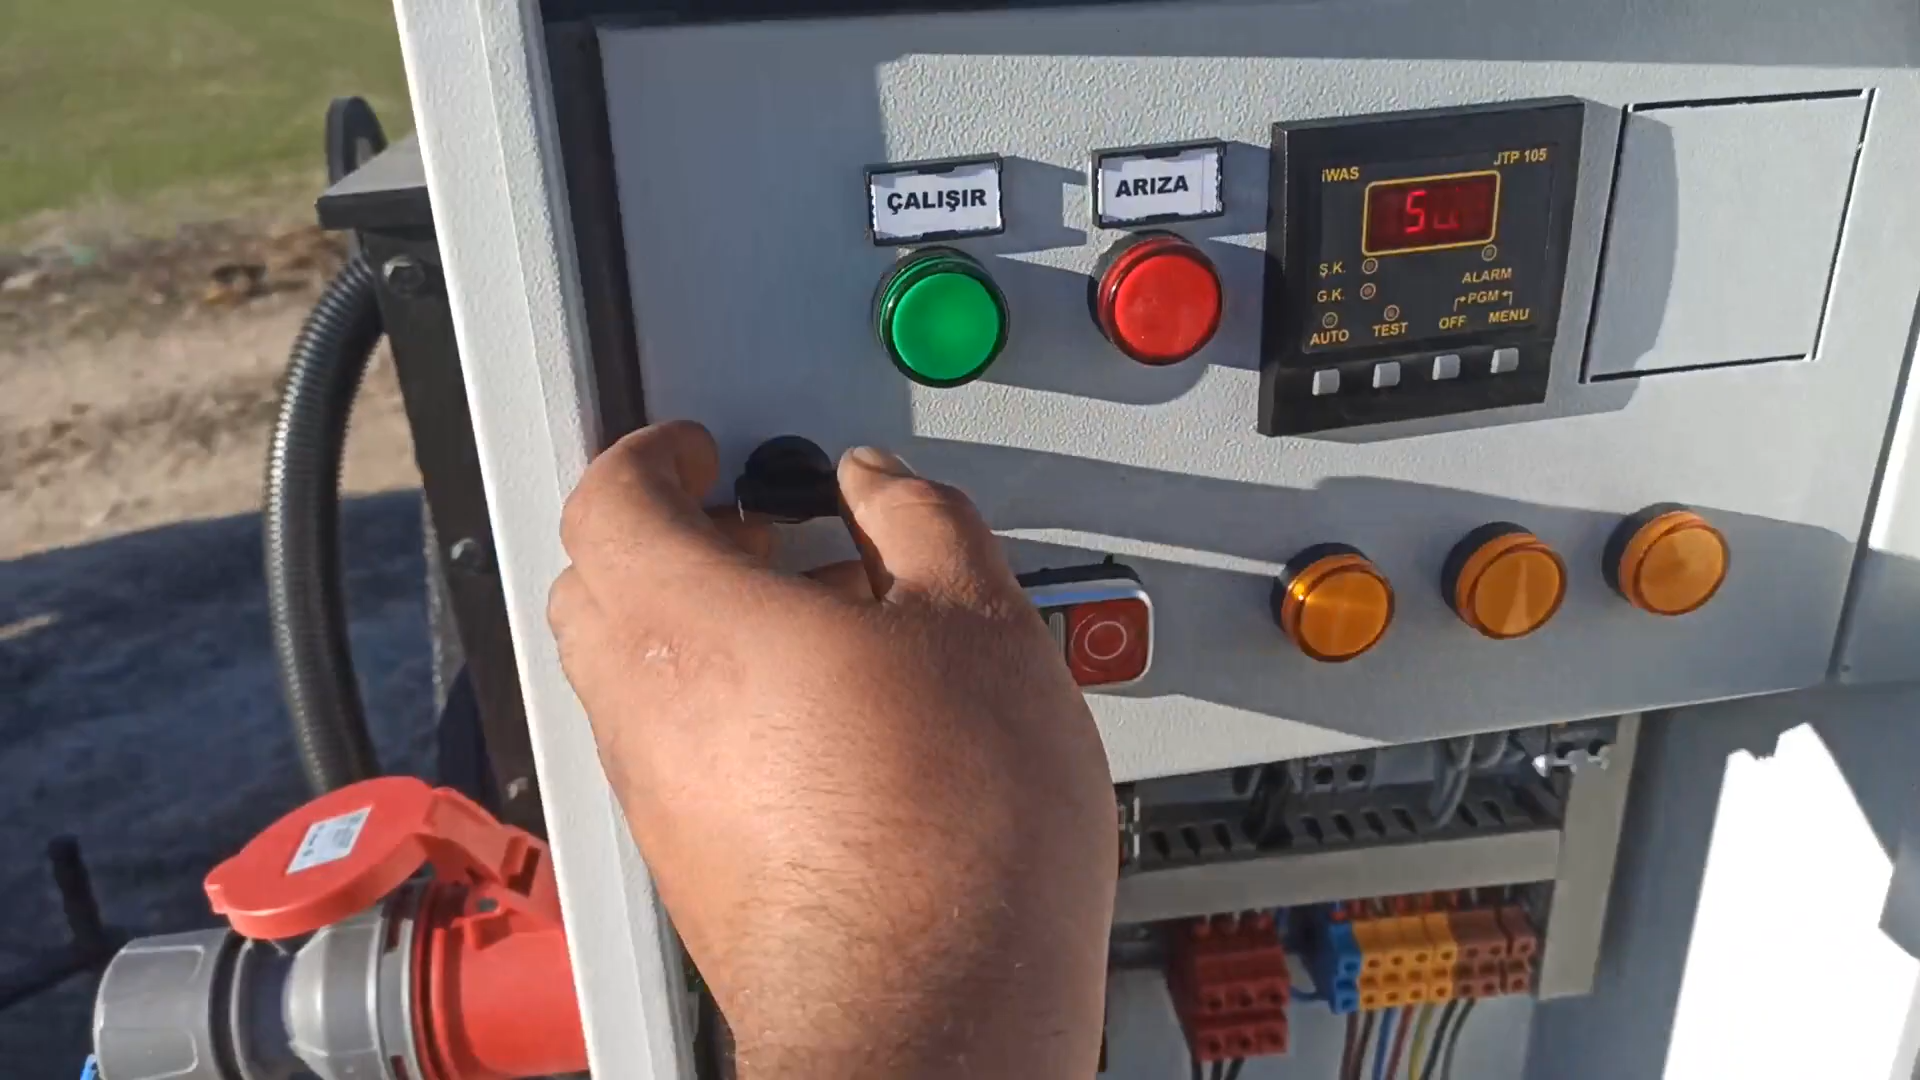 ÇALIŞIR
ARIZA
iWAS
JTP 105
Ş.K.
ALARM
G.K.
PGM
AUTO
TEST
OFF
MENU